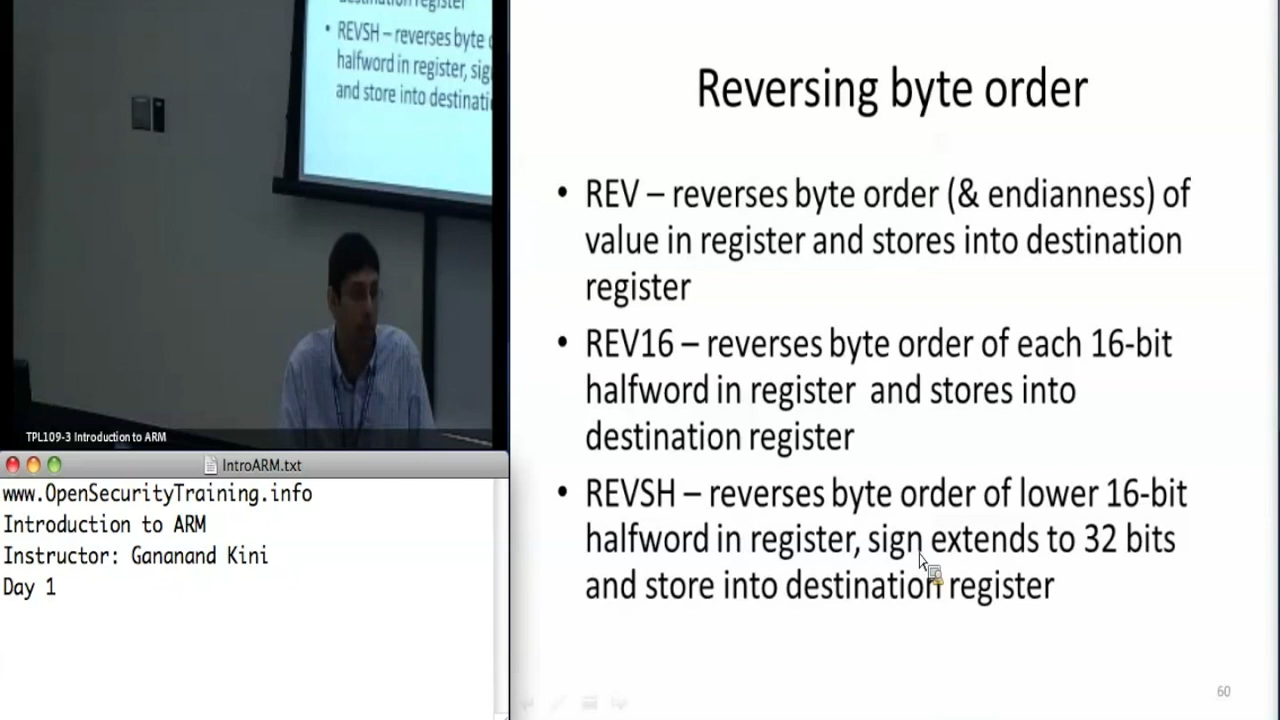 destination register
• REVSH – reverses byte
halfword in register, sig
and store into destinati
TPL109-3 Introduction to ARM
IntroARM.txt
www.OpenSecurityTraining.info
Introduction to ARM
Instructor: Gananand Kini
Day 1
Reversing byte order
• REV – reverses byte order (& endianness) of
value in register and stores into destination
register
• REV16 – reverses byte order of each 16-bit
halfword in register and stores into
destination register
• REVSH – reverses byte order of lower 16-bit
halfword in register, sign extends to 32 bits
and store into destination register
60